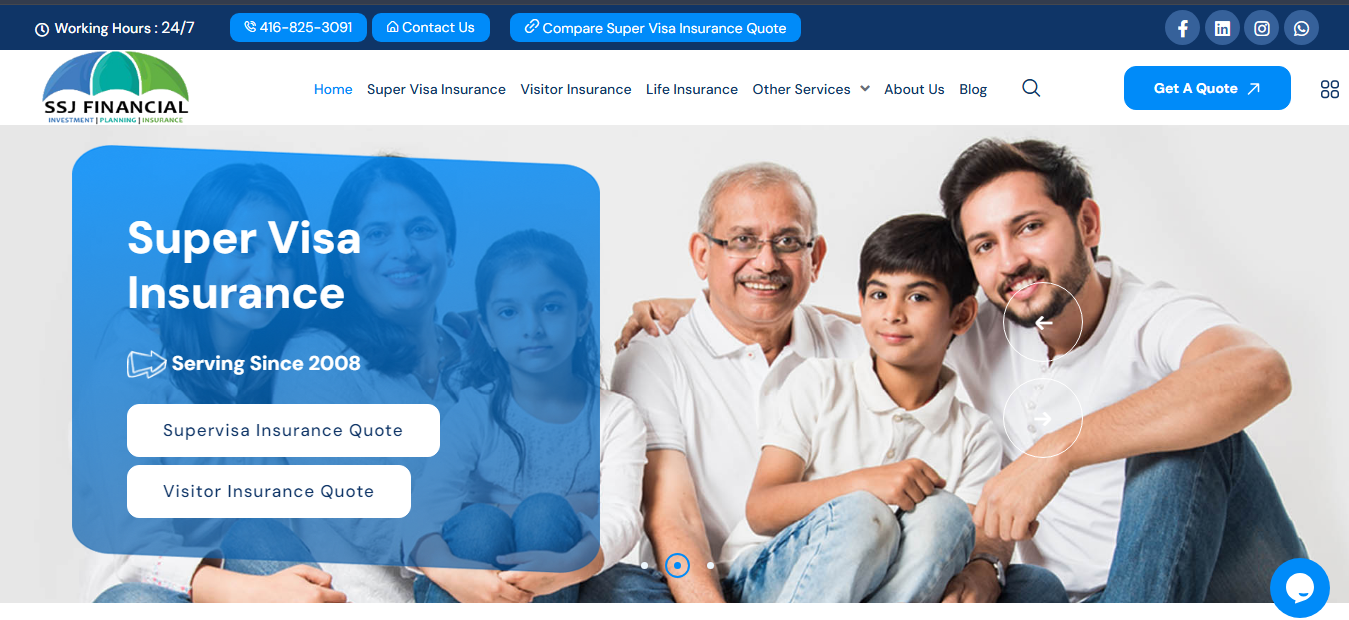 Working Hours : 24/7
416-825-3091
Contact Us
Compare Super Visa Insurance Quote
SSJ FINANCIAL
INVESTMENT | PLANNING | INSURANCE
Home
Super Visa Insurance
Visitor Insurance
Life Insurance
Other Services
About Us
Blog
Get A Quote
Super Visa
Insurance
Serving Since 2008
Supervisa Insurance Quote
Visitor Insurance Quote